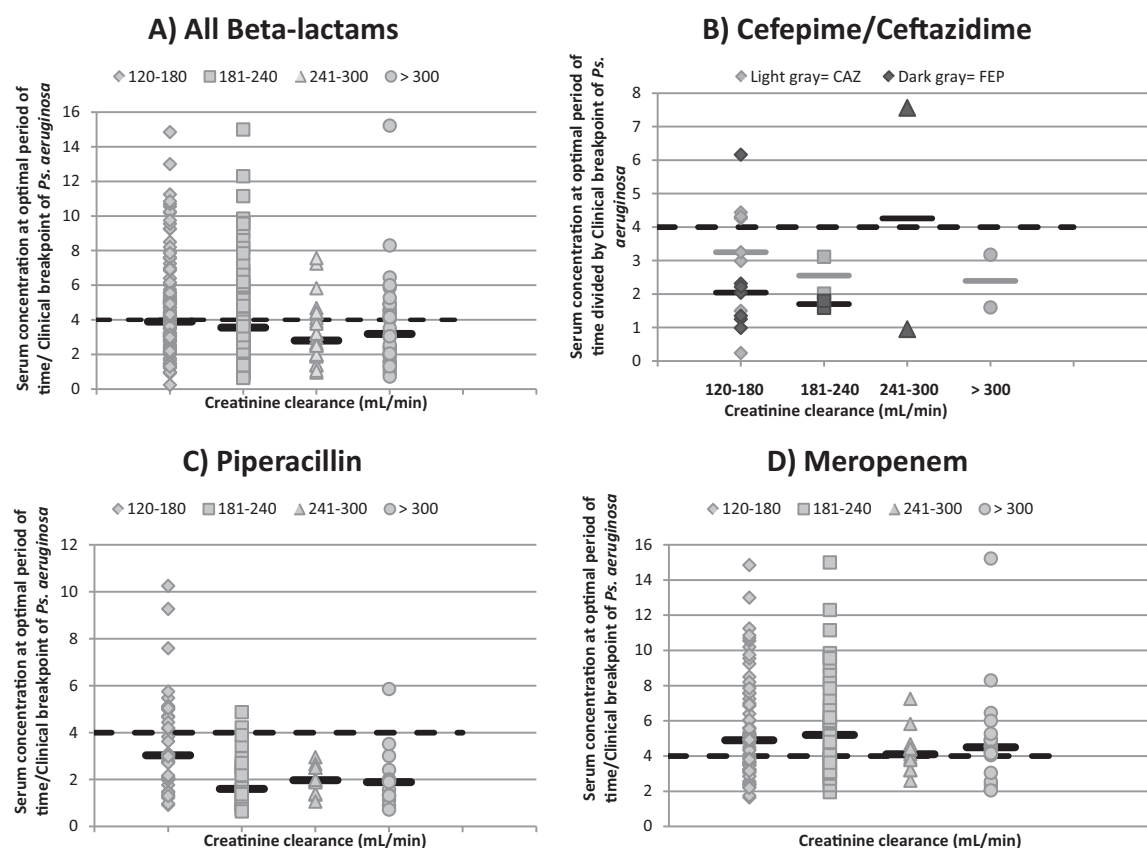 A) All Beta-lactams
120-180 181-240 241-300 > 300
Serum concentration at optimal period of
time/ Clinical breakpoint of Ps. aeruginosa
16
14
12
10
8
6
4
2
0
Creatinine clearance (mL/min)
B) Cefepime/Ceftazidime
Light gray= CAZ Dark gray= FEP
Serum concentration at optimal period of
time divided by Clinical breakpoint of Ps.
aeruginosa
8
7
6
5
4
3
2
1
0
120-180 181-240 241-300 > 300
Creatinine clearance (mL/min)
C) Piperacillin
120-180 181-240 241-300 > 300
Serum concentration at optimal period of
time/Clinical breakpoint of Ps. aeruginosa
12
10
8
6
4
2
0
Creatinine clearance (mL/min)
D) Meropenem
120-180 181-240 241-300 > 300
Serum concentration at optimal period of
time/Clinical breakpoint of Ps. aeruginosa
16
14
12
10
8
6
4
2
0
Creatinine clearance (mL/min)